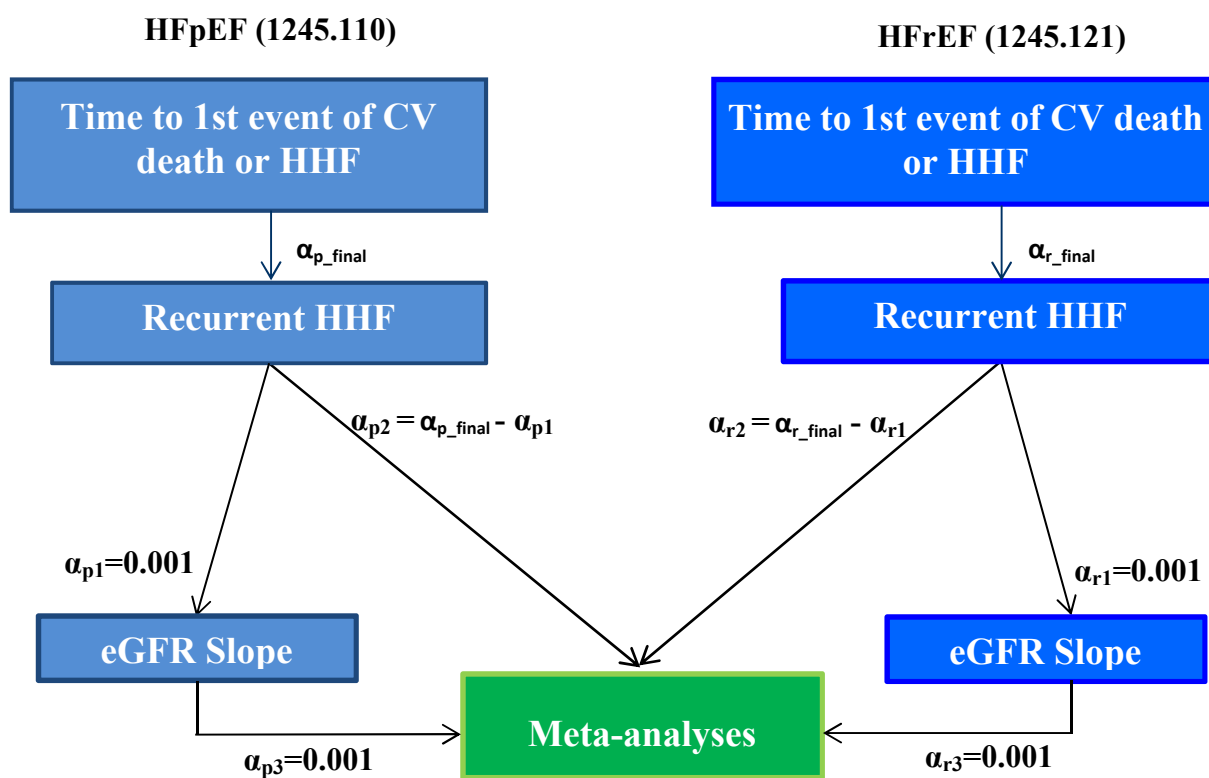 HFpEF (1245.110)
HFrEF (1245.121)
Time to 1st event of CV
death or HHF
Time to 1st event of CV death
or HHF
αp_final
αr_final
Recurrent HHF
Recurrent HHF
αp2 = αp_final - αp1
αr2 = αr_final - αr1
αp1=0.001
αr1=0.001
eGFR Slope
eGFR Slope
Meta-analyses
αp3=0.001
αr3=0.001